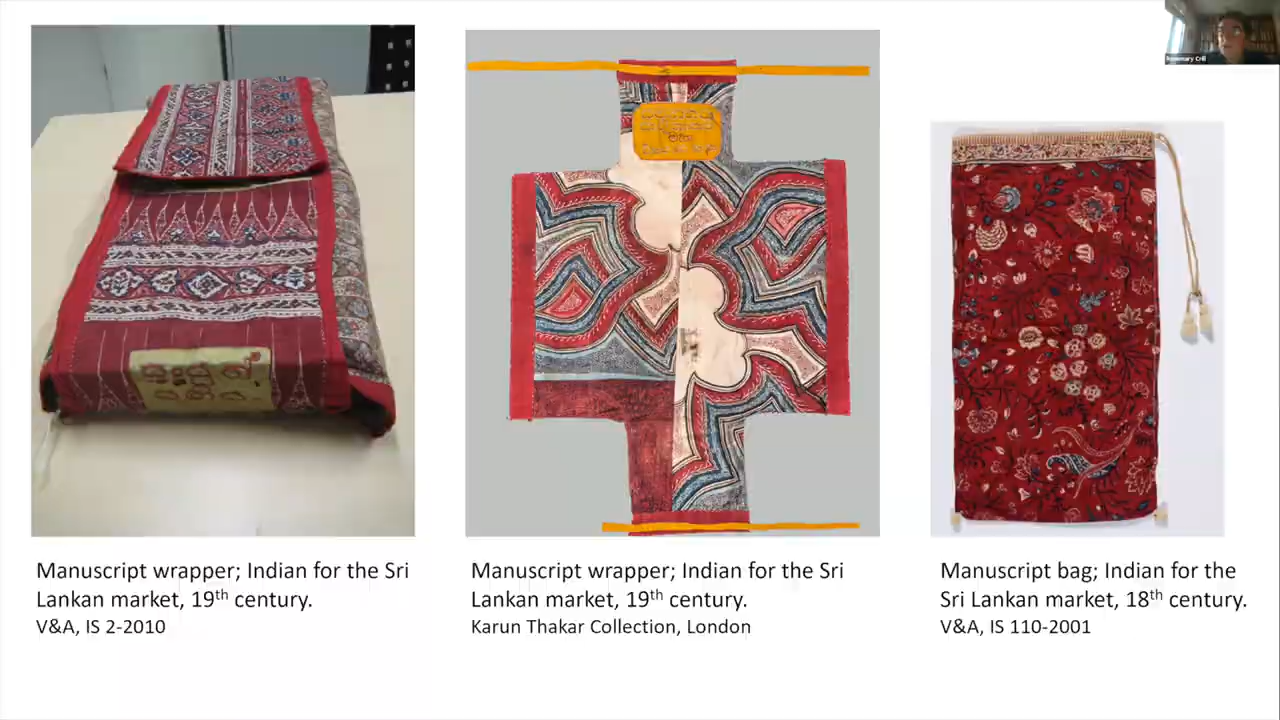 Rosemary Crill
Manuscript wrapper; Indian for the Sri
Lankan market, 19th century.
V&A, IS 2-2010
Manuscript wrapper; Indian for the Sri
Lankan market, 19th century.
Karun Thakar Collection, London
Manuscript bag; Indian for the
Sri Lankan market, 18th century.
V&A, IS 110-2001